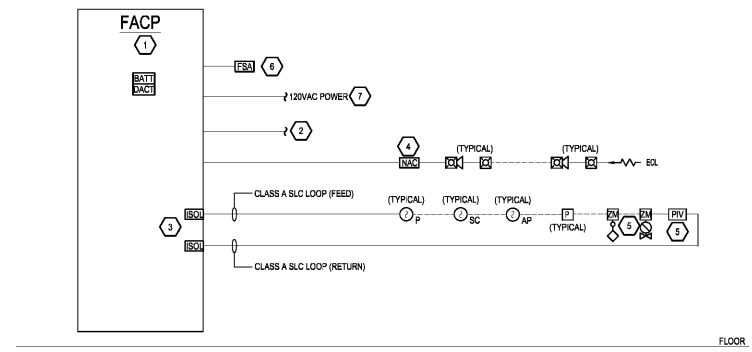 FACP
1
BATT
DACT
FSA 6
120VAC POWER 7
2
4
NAC
(TYPICAL)
(TYPICAL)
EOL
CLASS A SLC LOOP (FEED)
ISOL
3
ISOL
(TYPICAL)
(TYPICAL)
(TYPICAL)
P
SC
AP
P
(TYPICAL)
ZM
ZM
PIV
5
5
CLASS A SLC LOOP (RETURN)
FLOOR